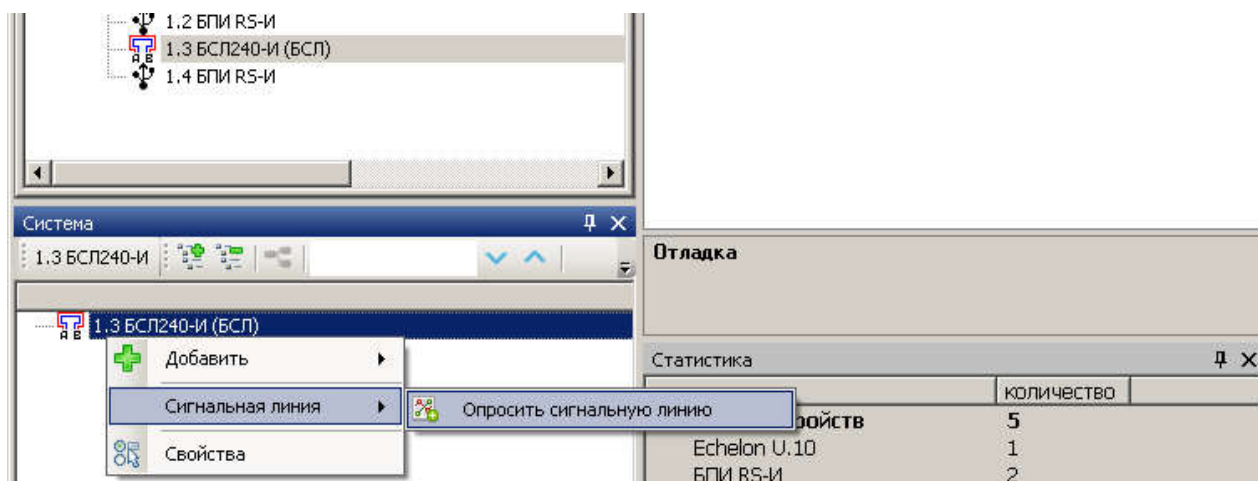 1.2 БПИ RS-И
1.3 БСЛ240-И (БСЛ)
1.4 БПИ RS-И
Система
1.3 БСЛ240-И
Отладка
1.3 БСЛ240-И (БСЛ)
Добавить
Статистика
количество
Сигнальная линия
Опросить сигнальную линию
5
Echelon U.10 1
Свойства
БПИ RS-И 2